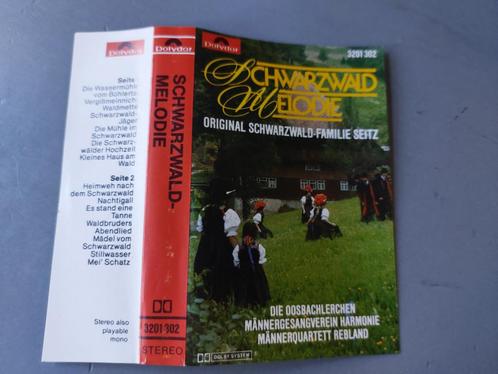 Polydor
Seite
Die Wassermühle
vom Böhlerta
Vergißmeinnich
Waldmette
Schwarzwald-
Jäger
Die Mühle im
Schwarzwald
Die Schwarz-
wälder Hochzeit
Kleines Haus am
Wald
Seite 2
Heimweh nach
dem Schwarzwald
Nachtigall
Es stand eine
Tanne
Waldbruders
Abendlied
Mädel vom
Schwarzwald
Stillwasser
Mei' Schatz
Stereo also
playable
mono
Polydor
SCHWARZWALD-
MELODIE
3201 302
STEREO
Polydor
3201 302
SCHWARZWALD
MELODIE
ORIGINAL SCHWARZWALD-FAMILIE SEITZ
DIE OOSBACHLERCHEN
MÄNNERGESANGVEREIN HARMONIE
MÄNNERQUARTETT REBLAND
DOLBY SYSTEM